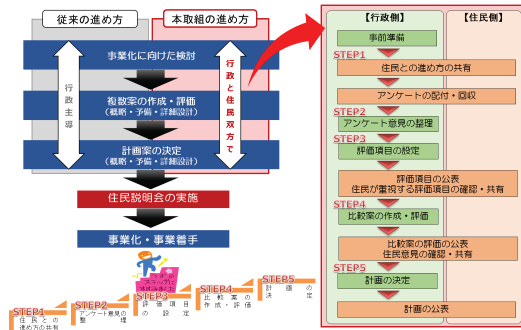 従来の進め方
本取組の進め方
事業化に向けた検討
複数案の作成・評価
(概略・予備・詳細設計)
計画案の決定
(概略・予備・詳細設計)
行政主導
行政と住民双方で
住民説明会の実施
事業化・事業着手
STEP1
住民との
進め方の共有
STEP2
アンケート意見の
整理
STEP3
評価項目
の設定
STEP4
比較案の
作成・評価
STEP5
計画の
決定
【行政側】
【住民側】
事前準備
STEP1
住民との進め方の共有
アンケートの配付・回収
STEP2
アンケート意見の整理
STEP3
評価項目の設定
評価項目の公表
住民が重視する評価項目の確認・共有
STEP4
比較案の作成・評価
比較案の評価の公表
住民意見の確認・共有
STEP5
計画の決定
計画の公表